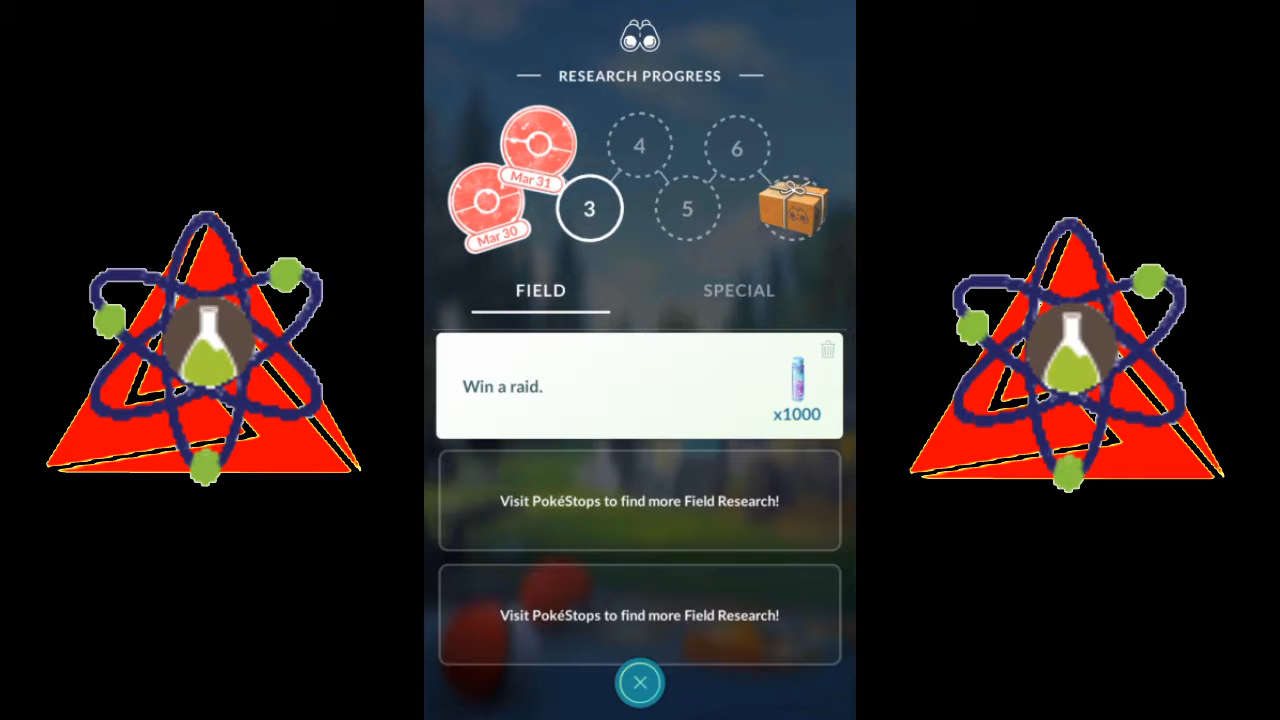 RESEARCH PROGRESS
Mar 31
4
6
Mar 30
3
5
FIELD
SPECIAL
Win a raid.
x1000
Visit PokéStops to find more Field Research!
Visit PokéStops to find more Field Research!